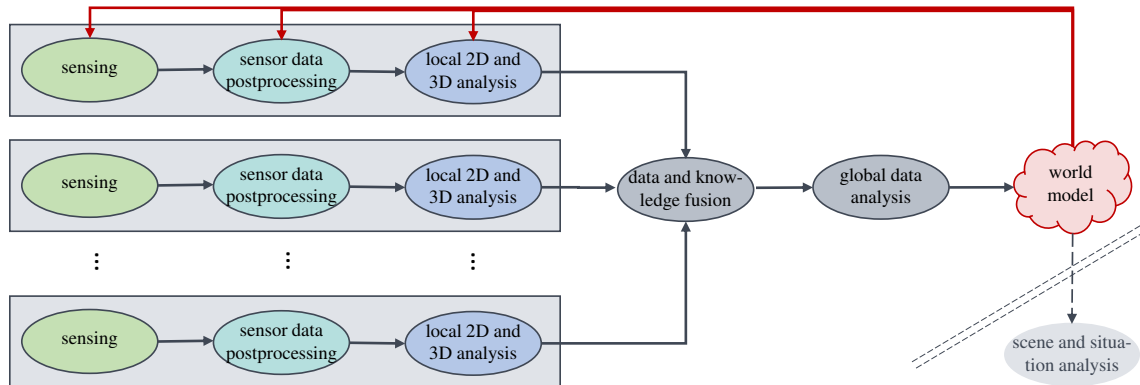 sensing
sensor data
postprocessing
local 2D and
3D analysis
sensing
sensor data
postprocessing
local 2D and
3D analysis
data and know-
ledge fusion
global data
analysis
world
model
sensing
sensor data
postprocessing
local 2D and
3D analysis
scene and situa-
tion analysis